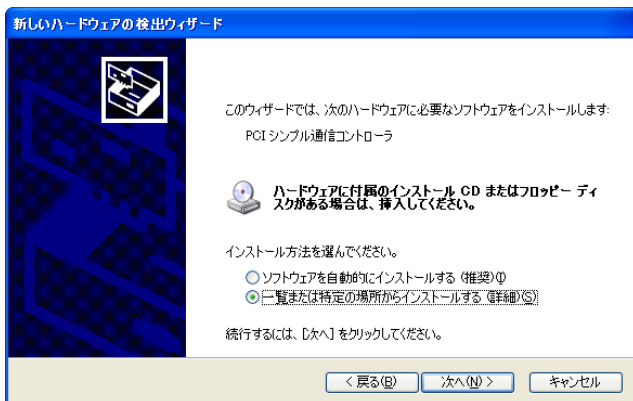 新しいハードウェアの検出ウィザード
このウィザードでは、次のハードウェアに必要なソフトウェアをインストールします:
PCI シンプル通信コントローラ
ハードウェアに付属のインストール CD またはフロッピー ディ
スクがある場合は、挿入してください。
インストール方法を選んでください。
ソフトウェアを自動的にインストールする (推奨)(I)
一覧または特定の場所からインストールする (詳細)(S)
続行するには、[次へ] をクリックしてください。
< 戻る(B)
次へ(N) >
キャンセル